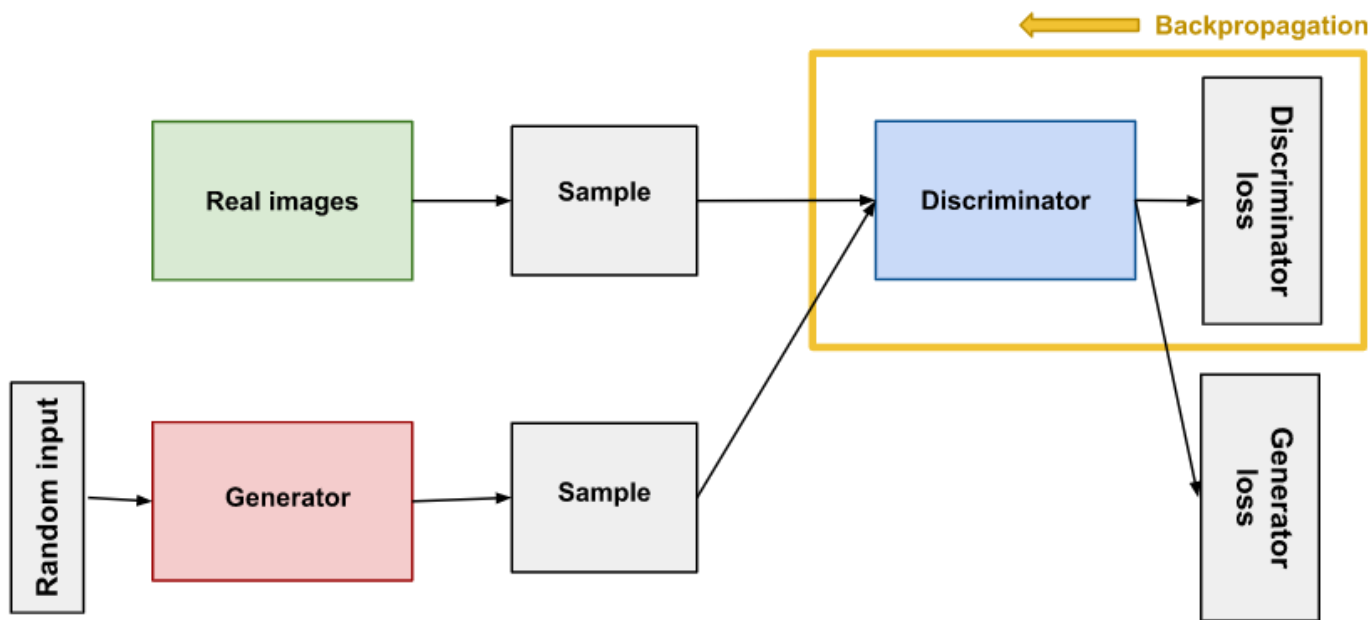 Backpropagation
Real images
Sample
Discriminator
Discriminator
loss
Random input
Generator
Sample
Generator
loss